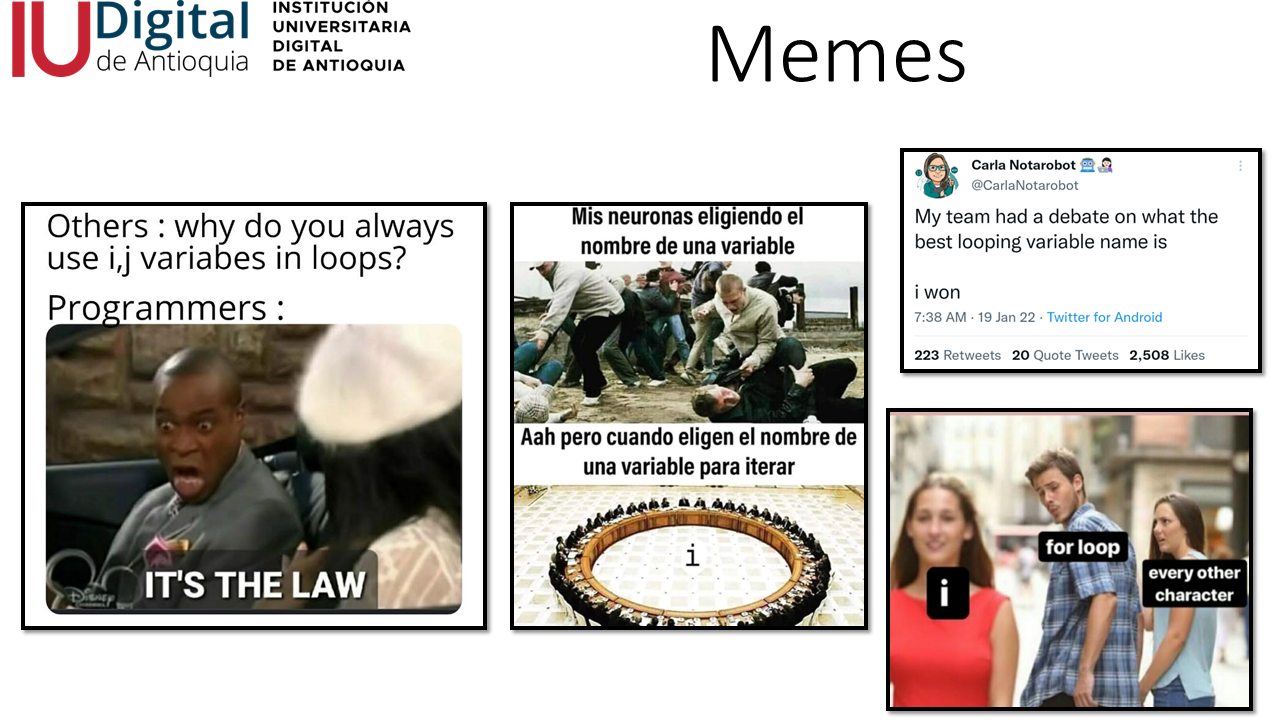 IU Digital
de Antioquia
INSTITUCIÓN
UNIVERSITARIA
DIGITAL
DE ANTIOQUIA
Memes
Others : why do you always
use i,j variabes in loops?
Programmers :
Disney
CHANNEL
IT'S THE LAW
Mis neuronas eligiendo el
nombre de una variable
Aah pero cuando eligen el nombre de
una variable para iterar
i
Carla Notarobot
@CarlaNotarobot
My team had a debate on what the
best looping variable name is
i won
7:38 AM · 19 Jan 22 · Twitter for Android
223 Retweets 20 Quote Tweets 2,508 Likes
i
for loop
every other
character